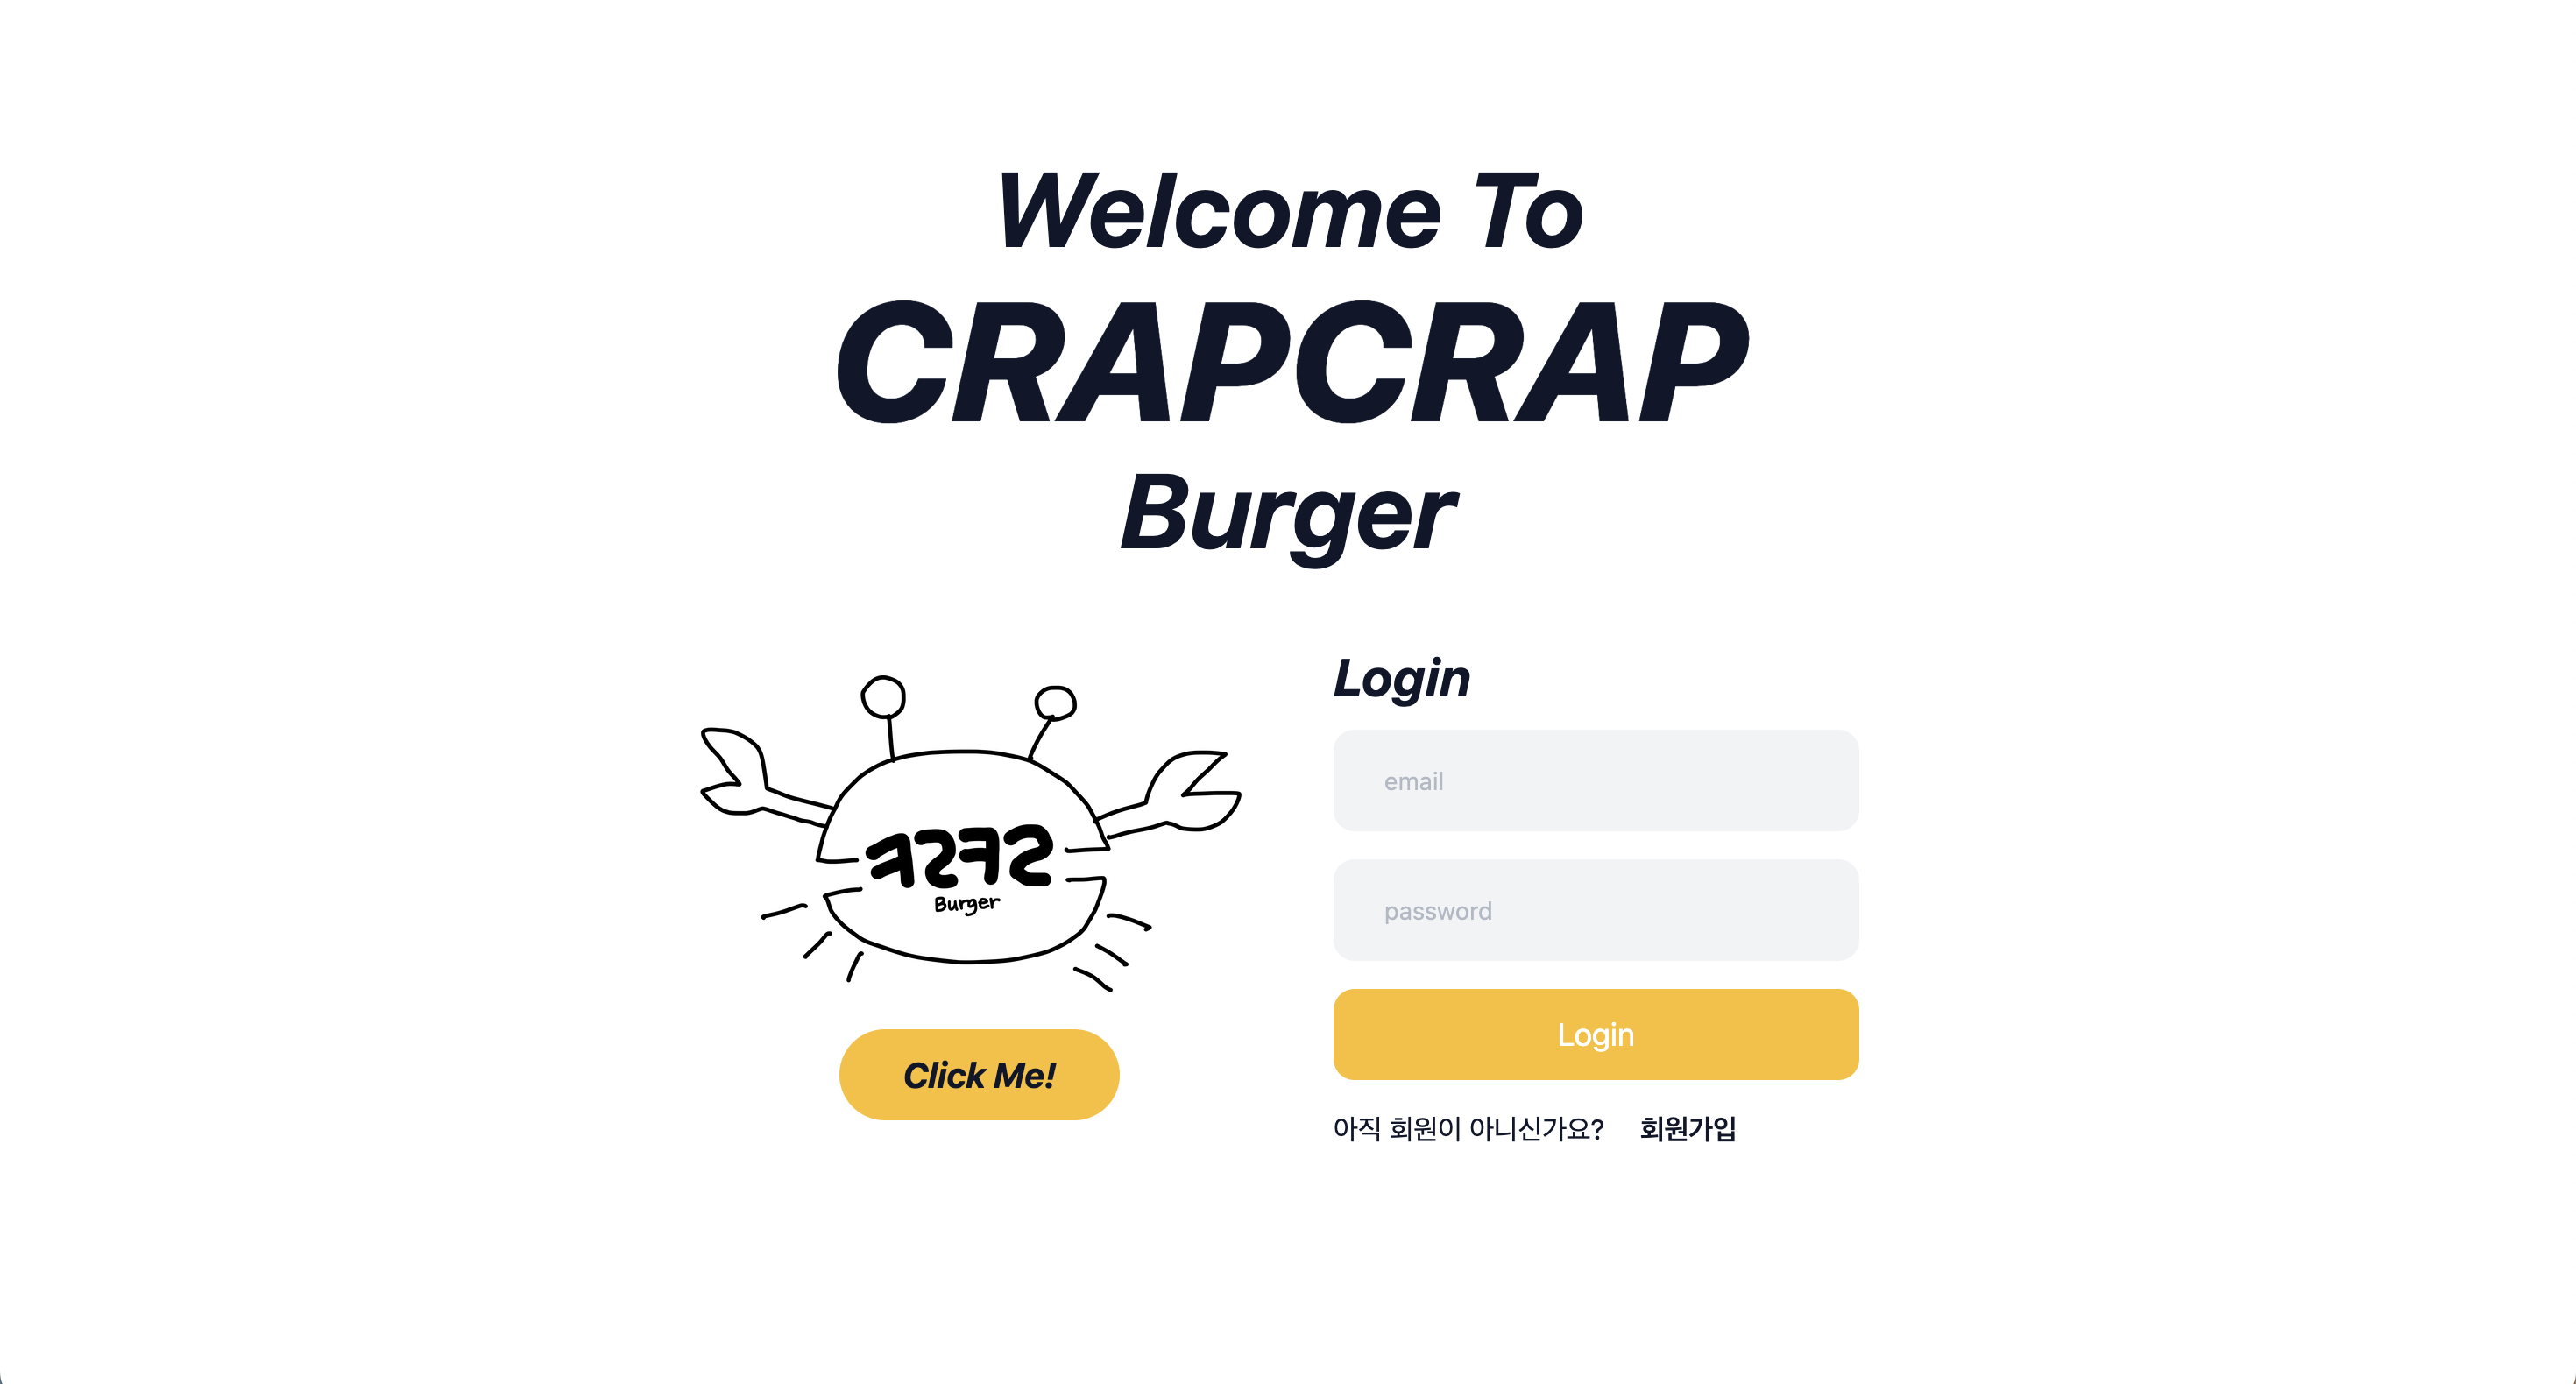 Welcome To
CRAPCRAP
Burger
ㅋㄹㅋㄹ
Burger
Click Me!
Login
email
password
Login
아직 회원이 아니신가요? 회원가입